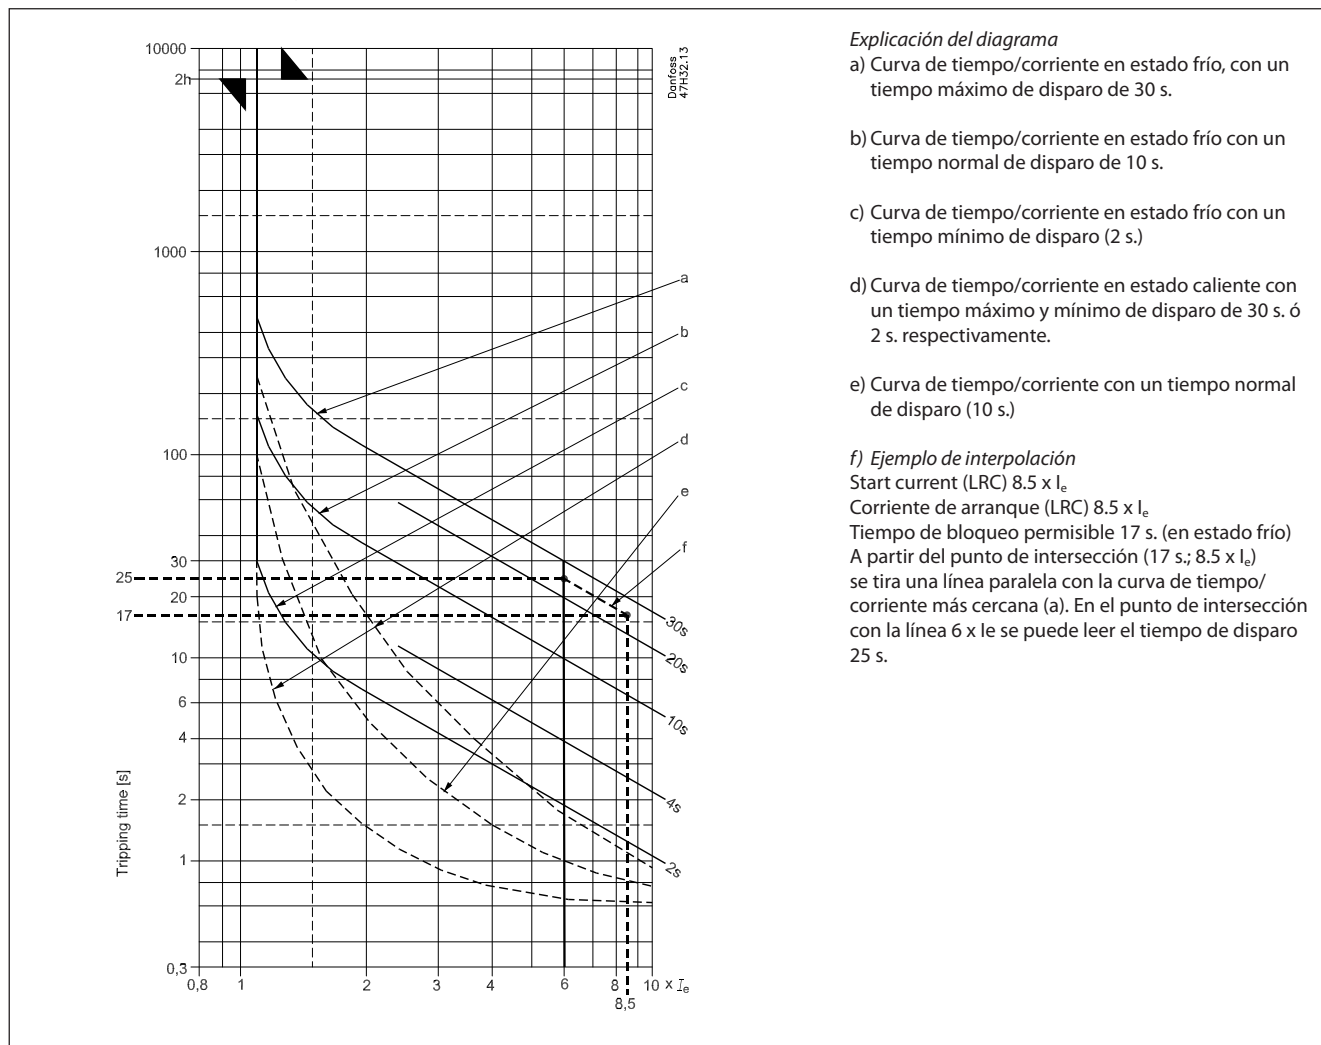 10000
2h
1000
100
30
25
20
17
10
6
4
2
1
0,3
Tripping time [s]
0,8
1
2
3
4
6
8
10
x Ie
8,5
Danfoss
47H32.13
a
b
c
d
e
f
30s
20s
10s
4s
2s
Explicación del diagrama
a) Curva de tiempo/corriente en estado frío, con un
tiempo máximo de disparo de 30 s.
b) Curva de tiempo/corriente en estado frío con un
tiempo normal de disparo de 10 s.
c) Curva de tiempo/corriente en estado frío con un
tiempo mínimo de disparo (2 s.)
d) Curva de tiempo/corriente en estado caliente con
un tiempo máximo y mínimo de disparo de 30 s. ó
2 s. respectivamente.
e) Curva de tiempo/corriente con un tiempo normal
de disparo (10 s.)
f) Ejemplo de interpolación
Start current (LRC) 8.5 x Ie
Corriente de arranque (LRC) 8.5 x Ie
Tiempo de bloqueo permisible 17 s. (en estado frío)
A partir del punto de intersección (17 s.; 8.5 x Ie)
se tira una línea paralela con la curva de tiempo/
corriente más cercana (a). En el punto de intersección
con la línea 6 x Ie se puede leer el tiempo de disparo
25 s.